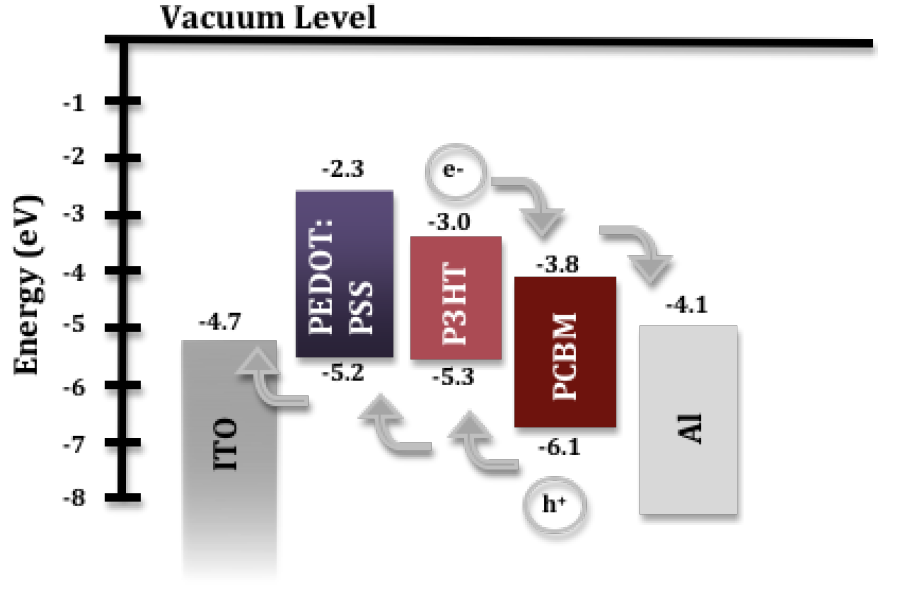 Vacuum Level
Energy (eV)
-1
-2
-3
-4
-5
-6
-7
-8
-4.7
ITO
-2.3
PEDOT:
PSS
-5.2
e-
-3.0
P3HT
-5.3
-3.8
PCBM
-6.1
h⁺
-4.1
Al